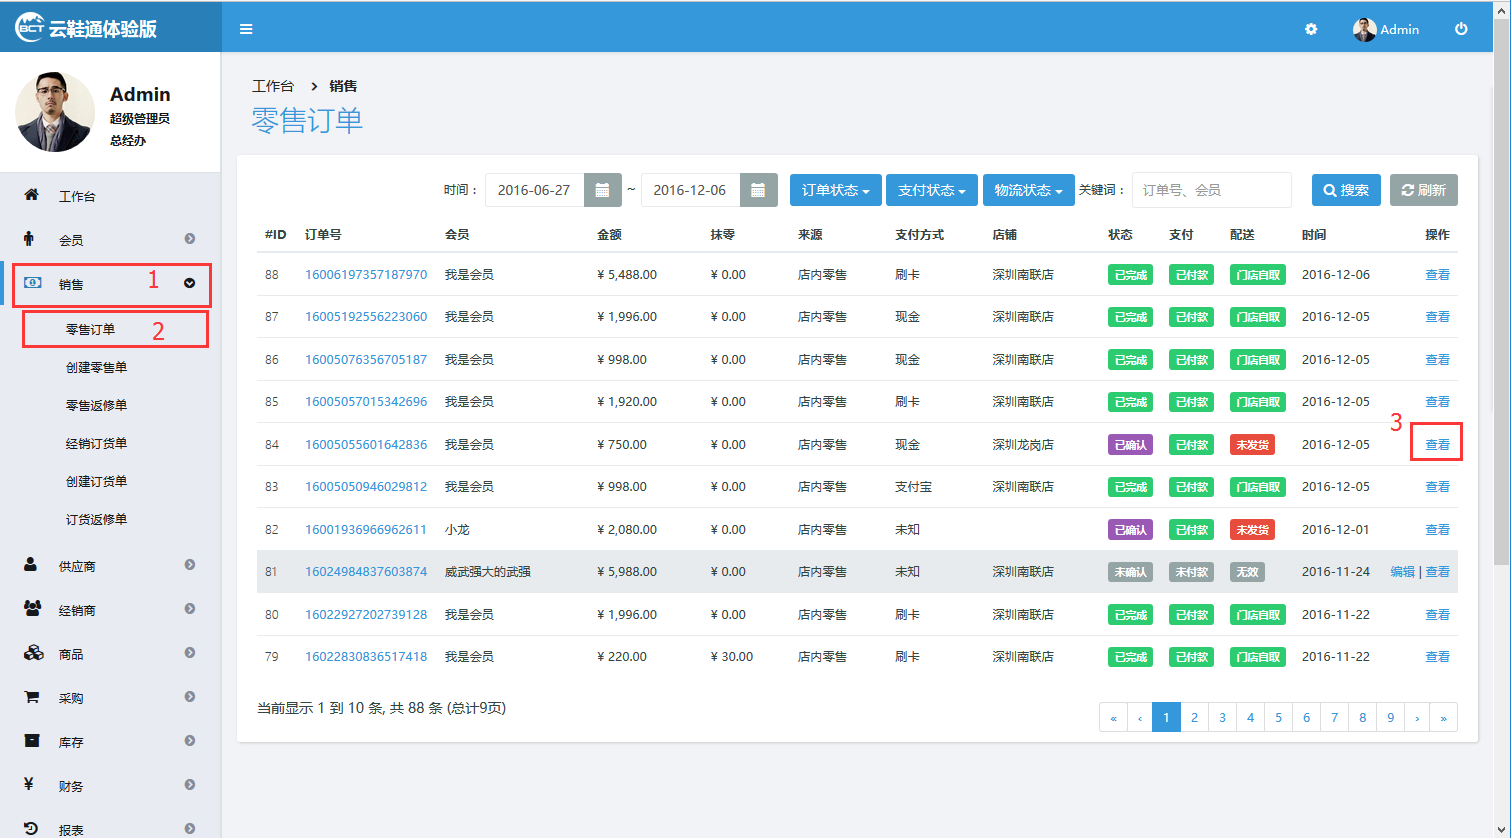 BCT 云鞋通体验版
Admin
Admin
超级管理员
总经办
工作台
会员
销售 1
零售订单 2
创建零售单
零售返修单
经销订货单
创建订货单
订货返修单
供应商
经销商
商品
采购
库存
¥ 财务
报表
工作台 > 销售
零售订单
时间： 2016-06-27 ~ 2016-12-06 订单状态 支付状态 物流状态 关键词： 订单号、会员 搜索 刷新
#ID 订单号 会员 金额 抹零 来源 支付方式 店铺 状态 支付 配送 时间 操作
88 16006197357187970 我是会员 ¥ 5,488.00 ¥ 0.00 店内零售 刷卡 深圳南联店 已完成 已付款 门店自取 2016-12-06 查看
87 16005192556223060 我是会员 ¥ 1,996.00 ¥ 0.00 店内零售 现金 深圳南联店 已完成 已付款 门店自取 2016-12-05 查看
86 16005076356705187 我是会员 ¥ 998.00 ¥ 0.00 店内零售 现金 深圳南联店 已完成 已付款 门店自取 2016-12-05 查看
85 16005057015342696 我是会员 ¥ 1,920.00 ¥ 0.00 店内零售 刷卡 深圳南联店 已完成 已付款 门店自取 2016-12-05 查看
3
84 16005055601642836 我是会员 ¥ 750.00 ¥ 0.00 店内零售 现金 深圳龙岗店 已确认 已付款 未发货 2016-12-05 查看
83 16005050946029812 我是会员 ¥ 998.00 ¥ 0.00 店内零售 支付宝 深圳南联店 已完成 已付款 门店自取 2016-12-05 查看
82 16001936966962611 小龙 ¥ 2,080.00 ¥ 0.00 店内零售 未知 深圳南联店 已确认 已付款 未发货 2016-12-01 查看
81 16024984837603874 威武强大的武强 ¥ 5,988.00 ¥ 0.00 店内零售 未知 深圳南联店 未确认 未付款 无效 2016-11-24 编辑 | 查看
80 16022927202739128 我是会员 ¥ 1,996.00 ¥ 0.00 店内零售 刷卡 深圳南联店 已完成 已付款 门店自取 2016-11-22 查看
79 16022830836517418 我是会员 ¥ 220.00 ¥ 30.00 店内零售 刷卡 深圳南联店 已完成 已付款 门店自取 2016-11-22 查看
当前显示 1 到 10 条, 共 88 条 (总计9页)
« ‹ 1 2 3 4 5 6 7 8 9 › »